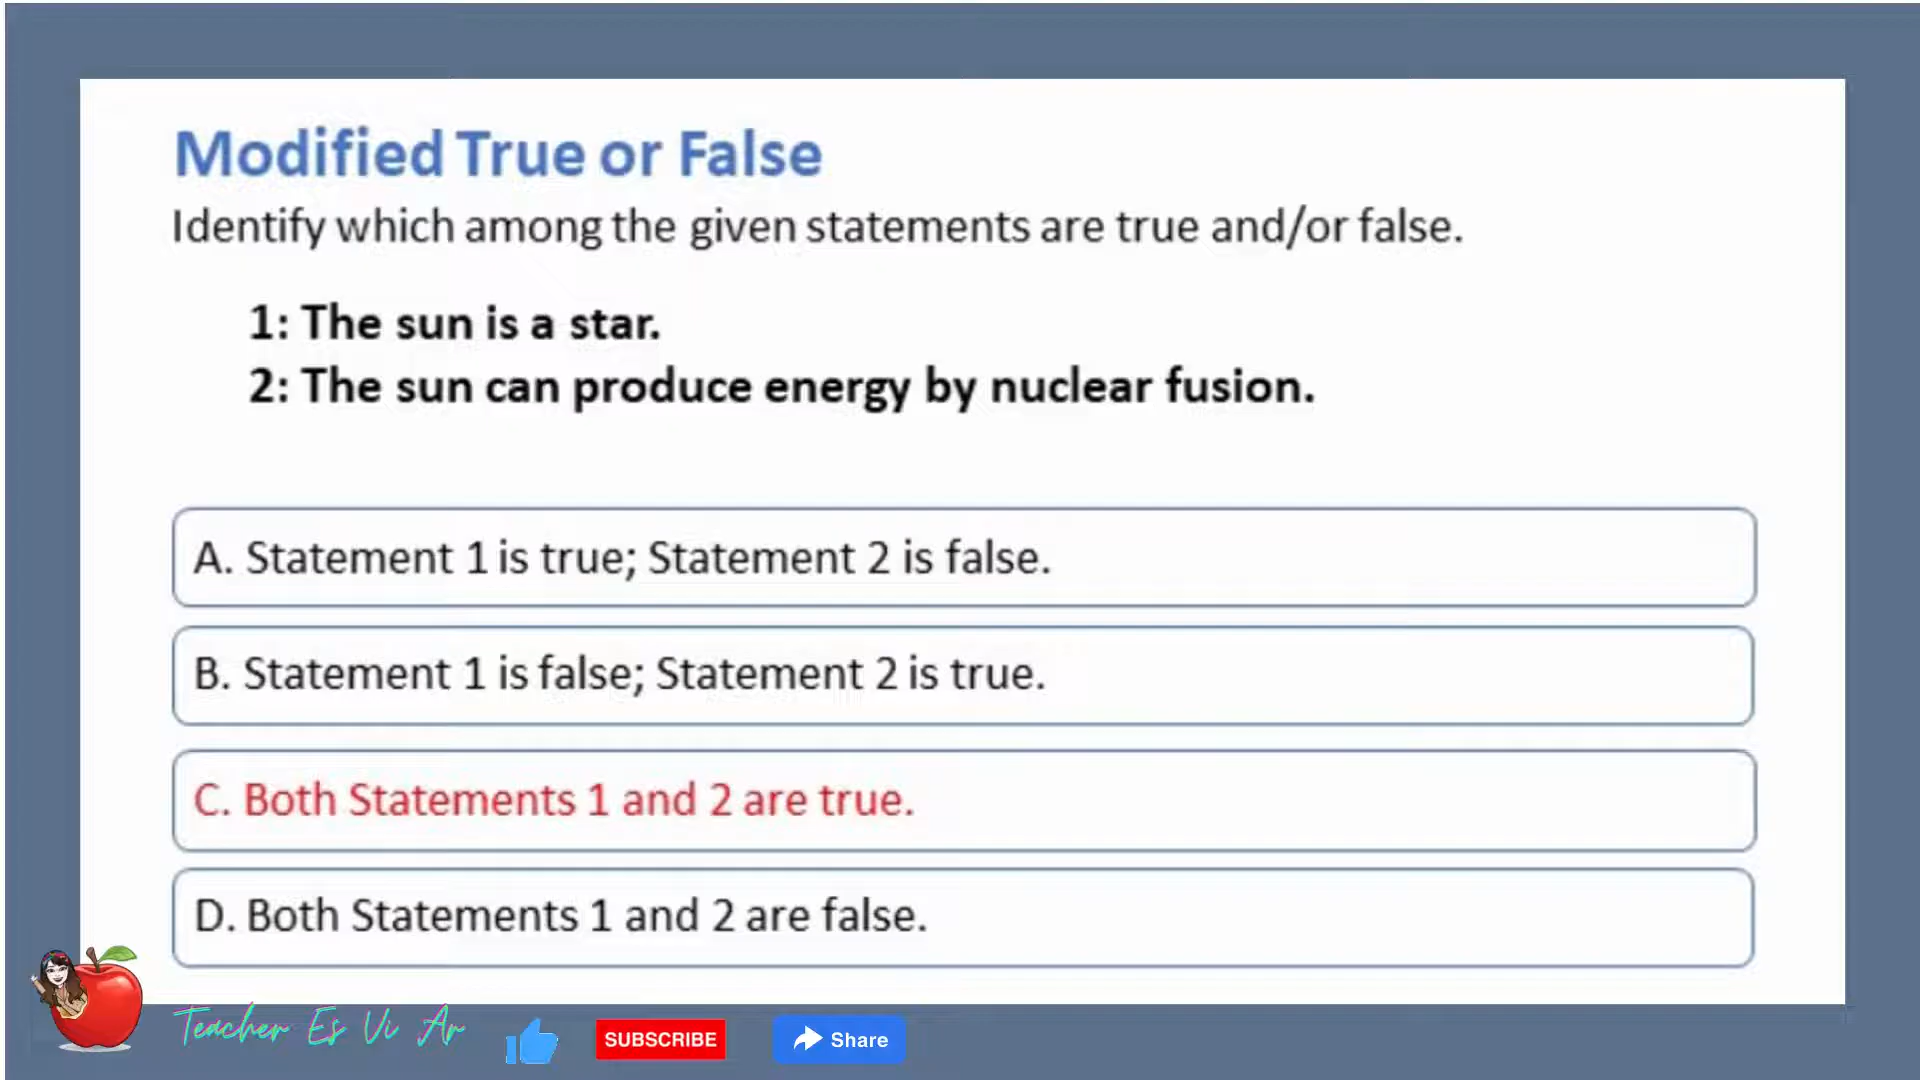 Modified True or False
Identify which among the given statements are true and/or false.
1: The sun is a star.
2: The sun can produce energy by nuclear fusion.
A. Statement 1 is true; Statement 2 is false.
B. Statement 1 is false; Statement 2 is true.
C. Both Statements 1 and 2 are true.
D. Both Statements 1 and 2 are false.
Teacher Es Vi Ar
SUBSCRIBE
Share